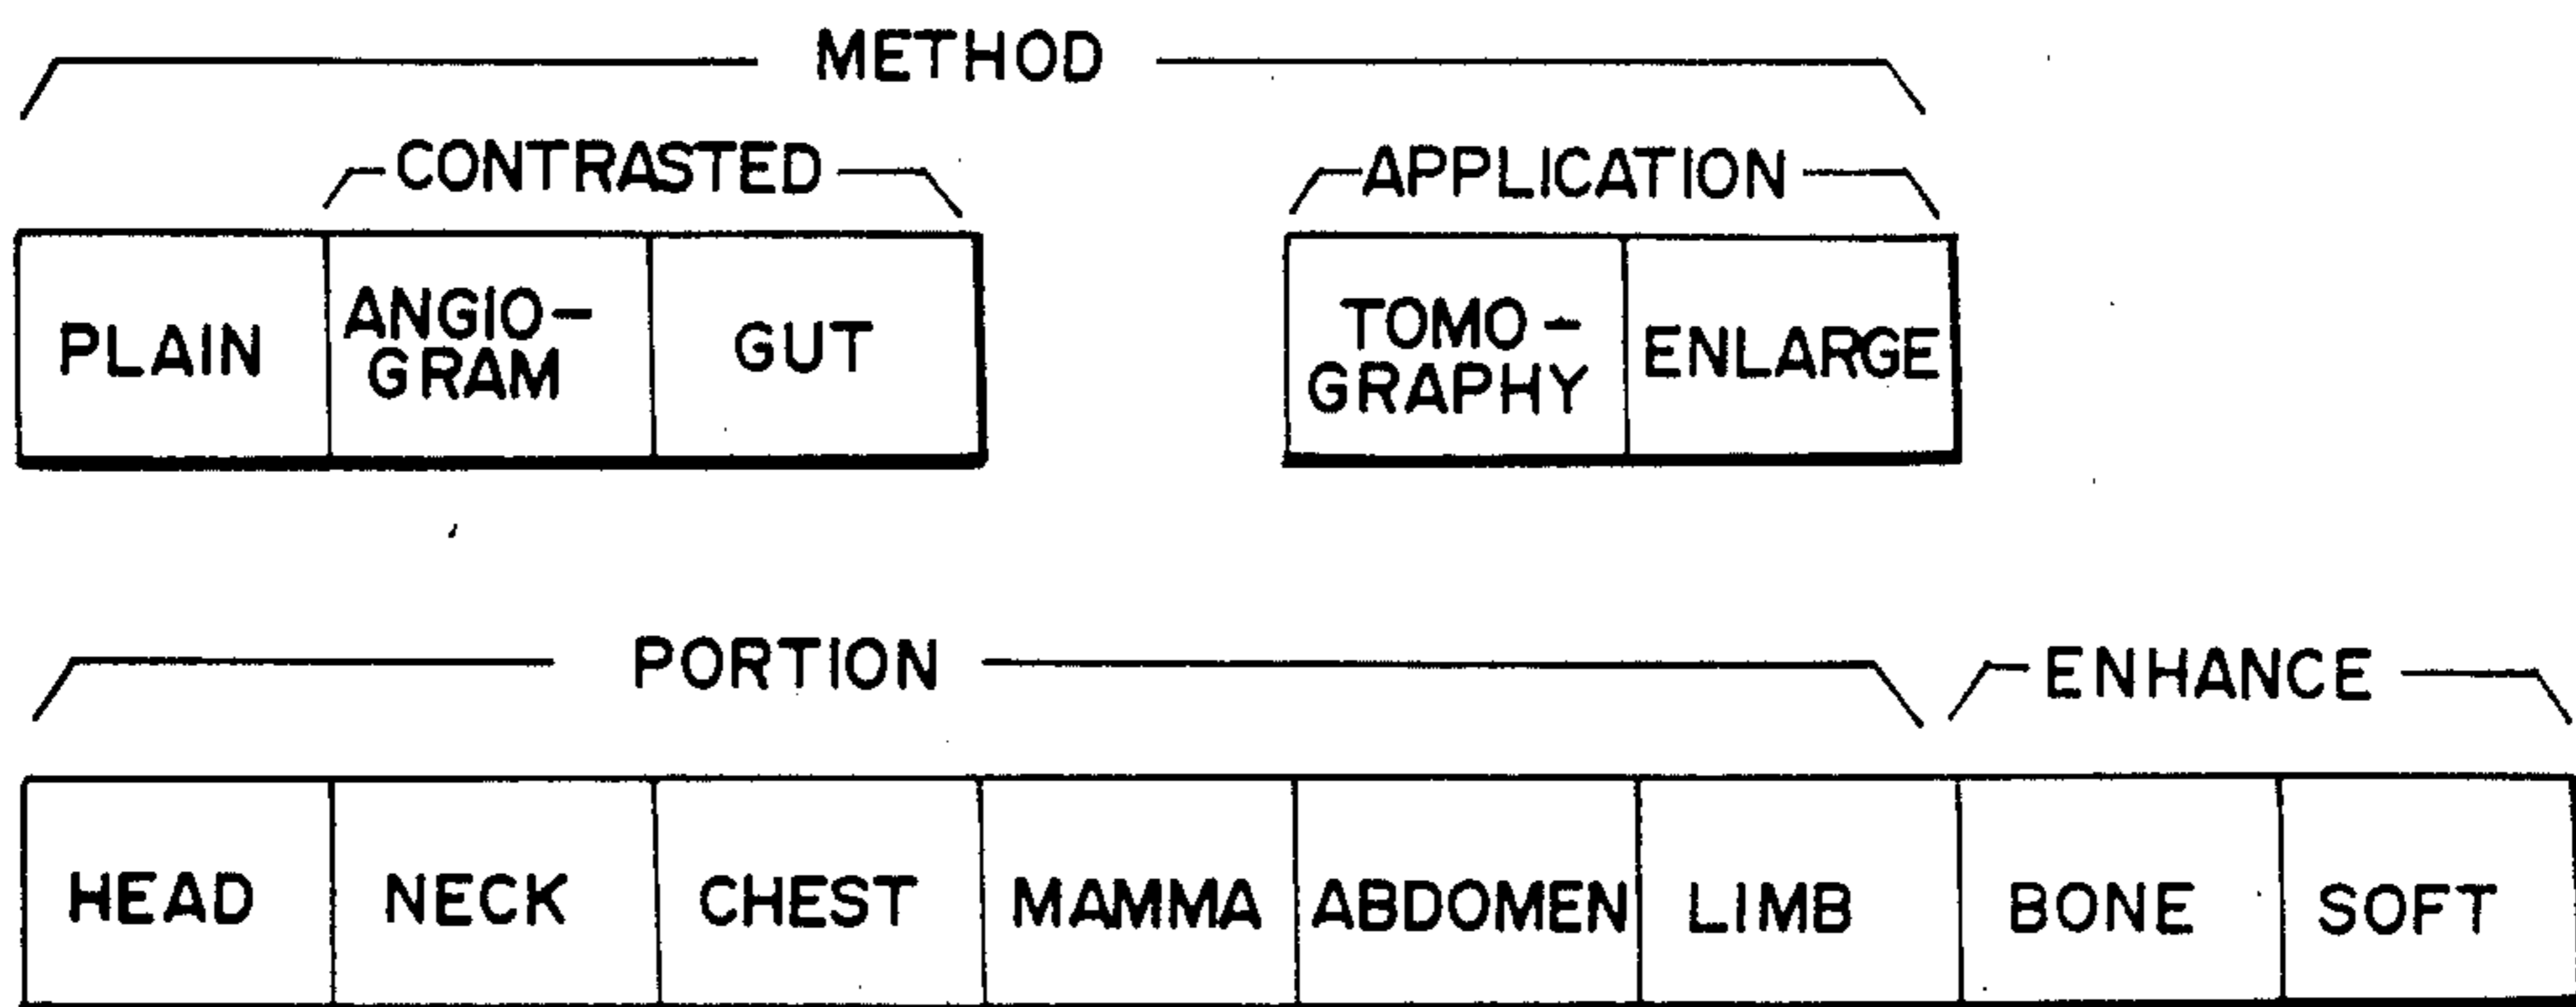 METHOD
CONTRASTED APPLICATION
PLAIN ANGIO-
GRAM GUT TOMO-
GRAPHY ENLARGE
PORTION ENHANCE
HEAD NECK CHEST MAMMA ABDOMEN LIMB BONE SOFT